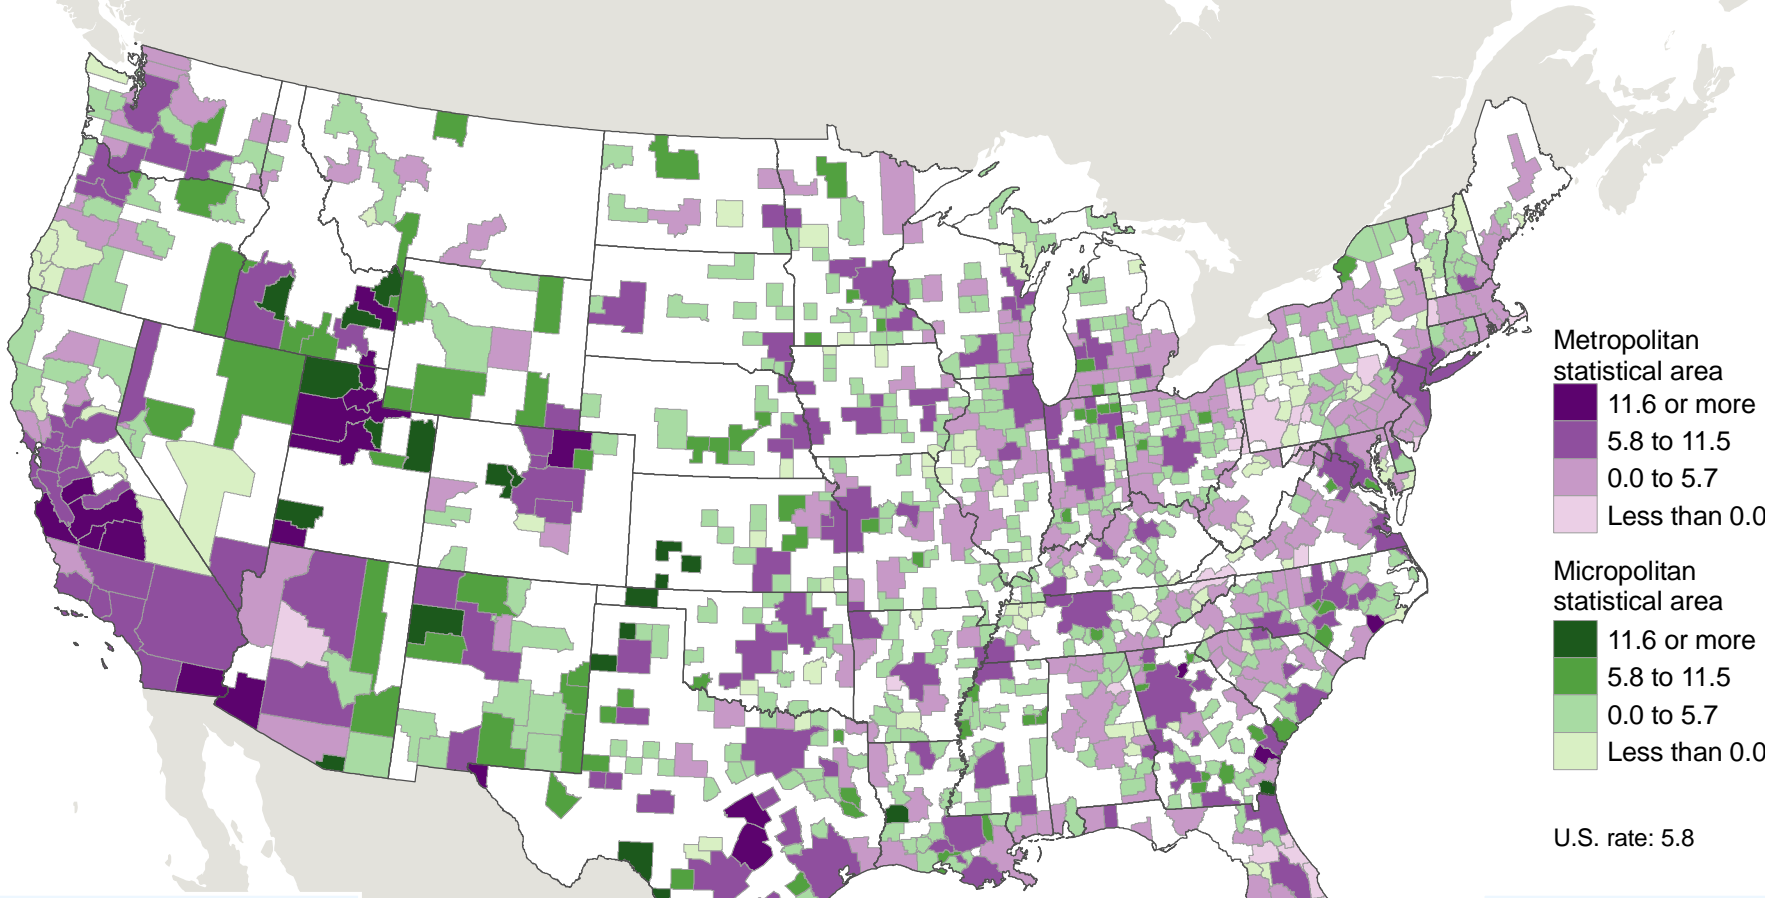 Metropolitan
statistical area
11.6 or more
5.8 to 11.5
0.0 to 5.7
Less than 0.0
Micropolitan
statistical area
11.6 or more
5.8 to 11.5
0.0 to 5.7
Less than 0.0
U.S. rate: 5.8